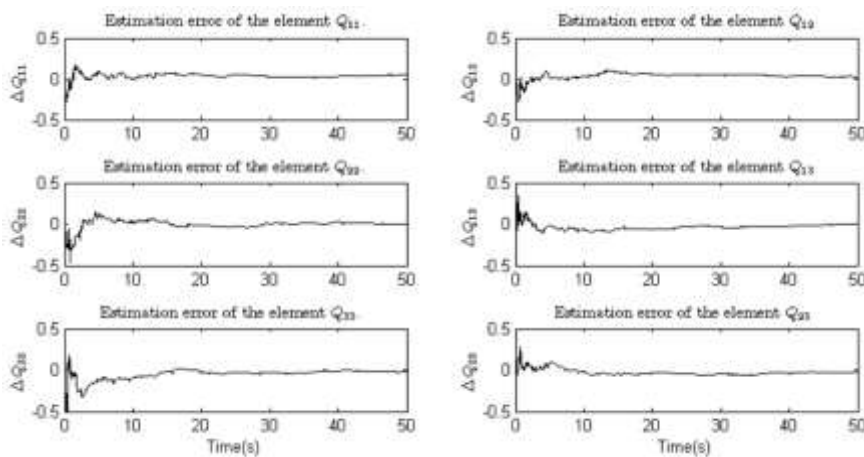 Estimation error of the element Q₁₁.
0.5
0
-0.5
ΔQ₁₁
0 10 20 30 40 50
Estimation error of the element Q₁₂
0.5
0
-0.5
ΔQ₁₂
0 10 20 30 40 50
Estimation error of the element Q₂₂.
0.5
0
-0.5
ΔQ₂₂
0 10 20 30 40 50
Estimation error of the element Q₁₃
0.5
0
-0.5
ΔQ₁₃
0 10 20 30 40 50
Estimation error of the element Q₃₃.
0.5
0
-0.5
ΔQ₃₃
0 10 20 30 40 50
Time(s)
Estimation error of the element Q₂₃
0.5
0
-0.5
ΔQ₂₃
0 10 20 30 40 50
Time(s)